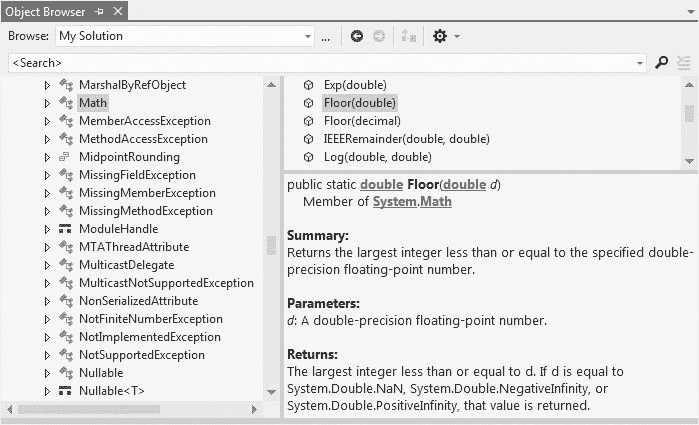 Object Browser
Browse: My Solution ...
<Search>
MarshalByRefObject
Math
MemberAccessException
MethodAccessException
MidpointRounding
MissingFieldException
MissingMemberException
MissingMethodException
ModuleHandle
MTAThreadAttribute
MulticastDelegate
MulticastNotSupportedException
NonSerializedAttribute
NotFiniteNumberException
NotImplementedException
NotSupportedException
Nullable
Nullable<T>
Exp(double)
Floor(double)
Floor(decimal)
IEEERemainder(double, double)
Log(double, double)
public static double Floor(double d)
Member of System.Math
Summary:
Returns the largest integer less than or equal to the specified double-
precision floating-point number.
Parameters:
d: A double-precision floating-point number.
Returns:
The largest integer less than or equal to d. If d is equal to
System.Double.NaN, System.Double.NegativeInfinity, or
System.Double.PositiveInfinity, that value is returned.